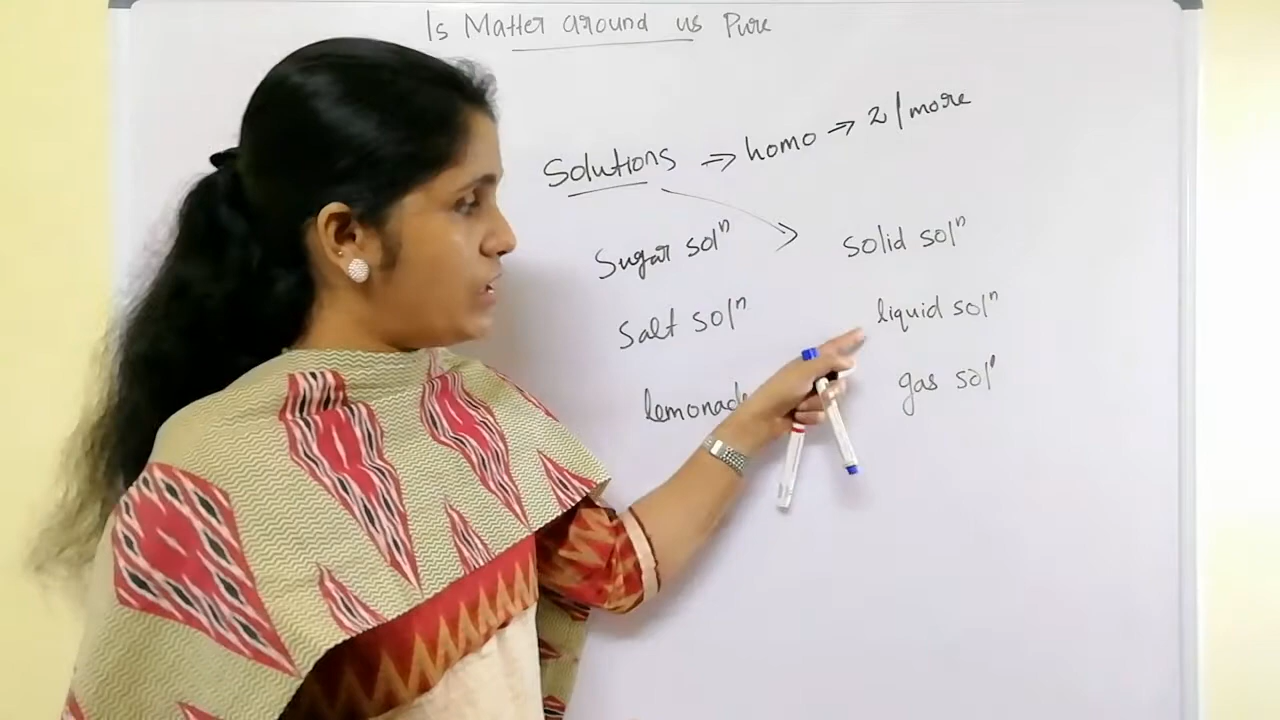 Is Matter around us Pure
Solutions => homo => 2/more
Sugar solⁿ
Solid solⁿ
Salt solⁿ
liquid solⁿ
lemonade
gas solⁿ